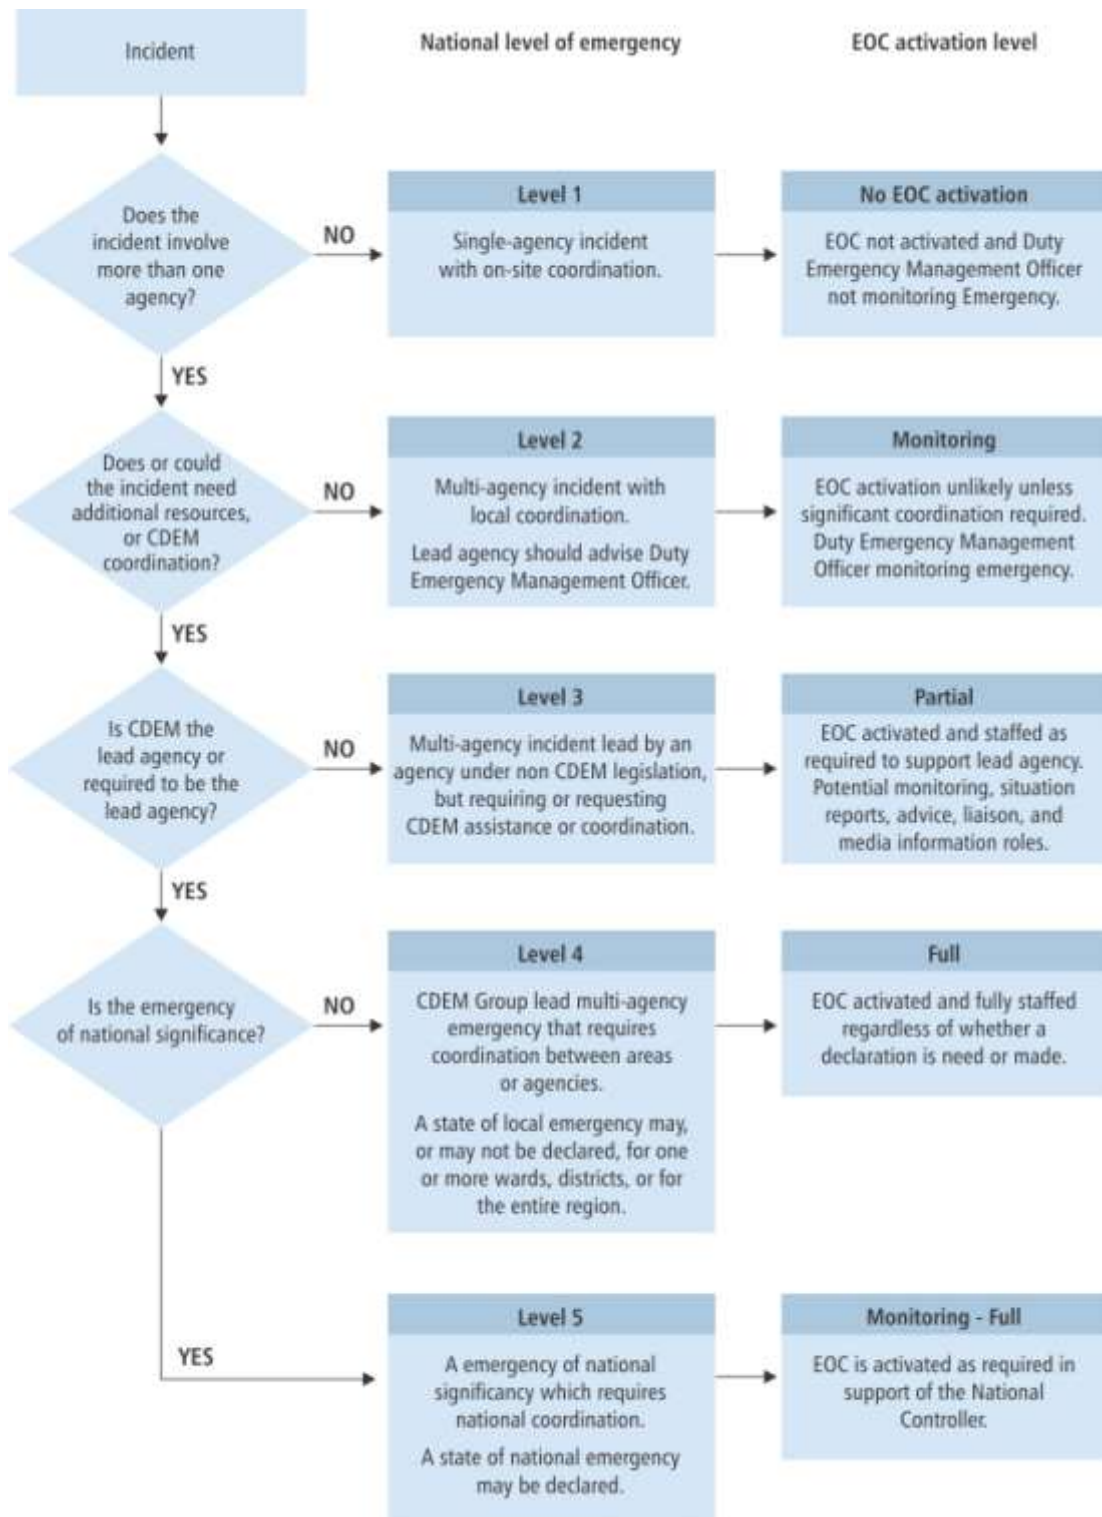 Incident
National level of emergency
EOC activation level
Does the
incident involve
more than one
agency?
NO
Level 1
Single-agency incident
with on-site coordination.
No EOC activation
EOC not activated and Duty
Emergency Management Officer
not monitoring Emergency.
YES
Does or could
the incident need
additional resources,
or CDEM
coordination?
NO
Level 2
Multi-agency incident with
local coordination.
Lead agency should advise Duty
Emergency Management Officer.
Monitoring
EOC activation unlikely unless
significant coordination required.
Duty Emergency Management
Officer monitoring emergency.
YES
Is CDEM the
lead agency or
required to be the
lead agency?
NO
Level 3
Multi-agency incident lead by an
agency under non CDEM legislation,
but requiring or requesting
CDEM assistance or coordination.
Partial
EOC activated and staffed as
required to support lead agency.
Potential monitoring, situation
reports, advice, liaison, and
media information roles.
YES
Is the emergency
of national significance?
NO
Level 4
CDEM Group lead multi-agency
emergency that requires
coordination between areas
or agencies.
A state of local emergency may,
or may not be declared, for one
or more wards, districts, or for
the entire region.
Full
EOC activated and fully staffed
regardless of whether a
declaration is need or made.
YES
Level 5
A emergency of national
significancy which requires
national coordination.
A state of national emergency
may be declared.
Monitoring - Full
EOC is activated as required in
support of the National
Controller.